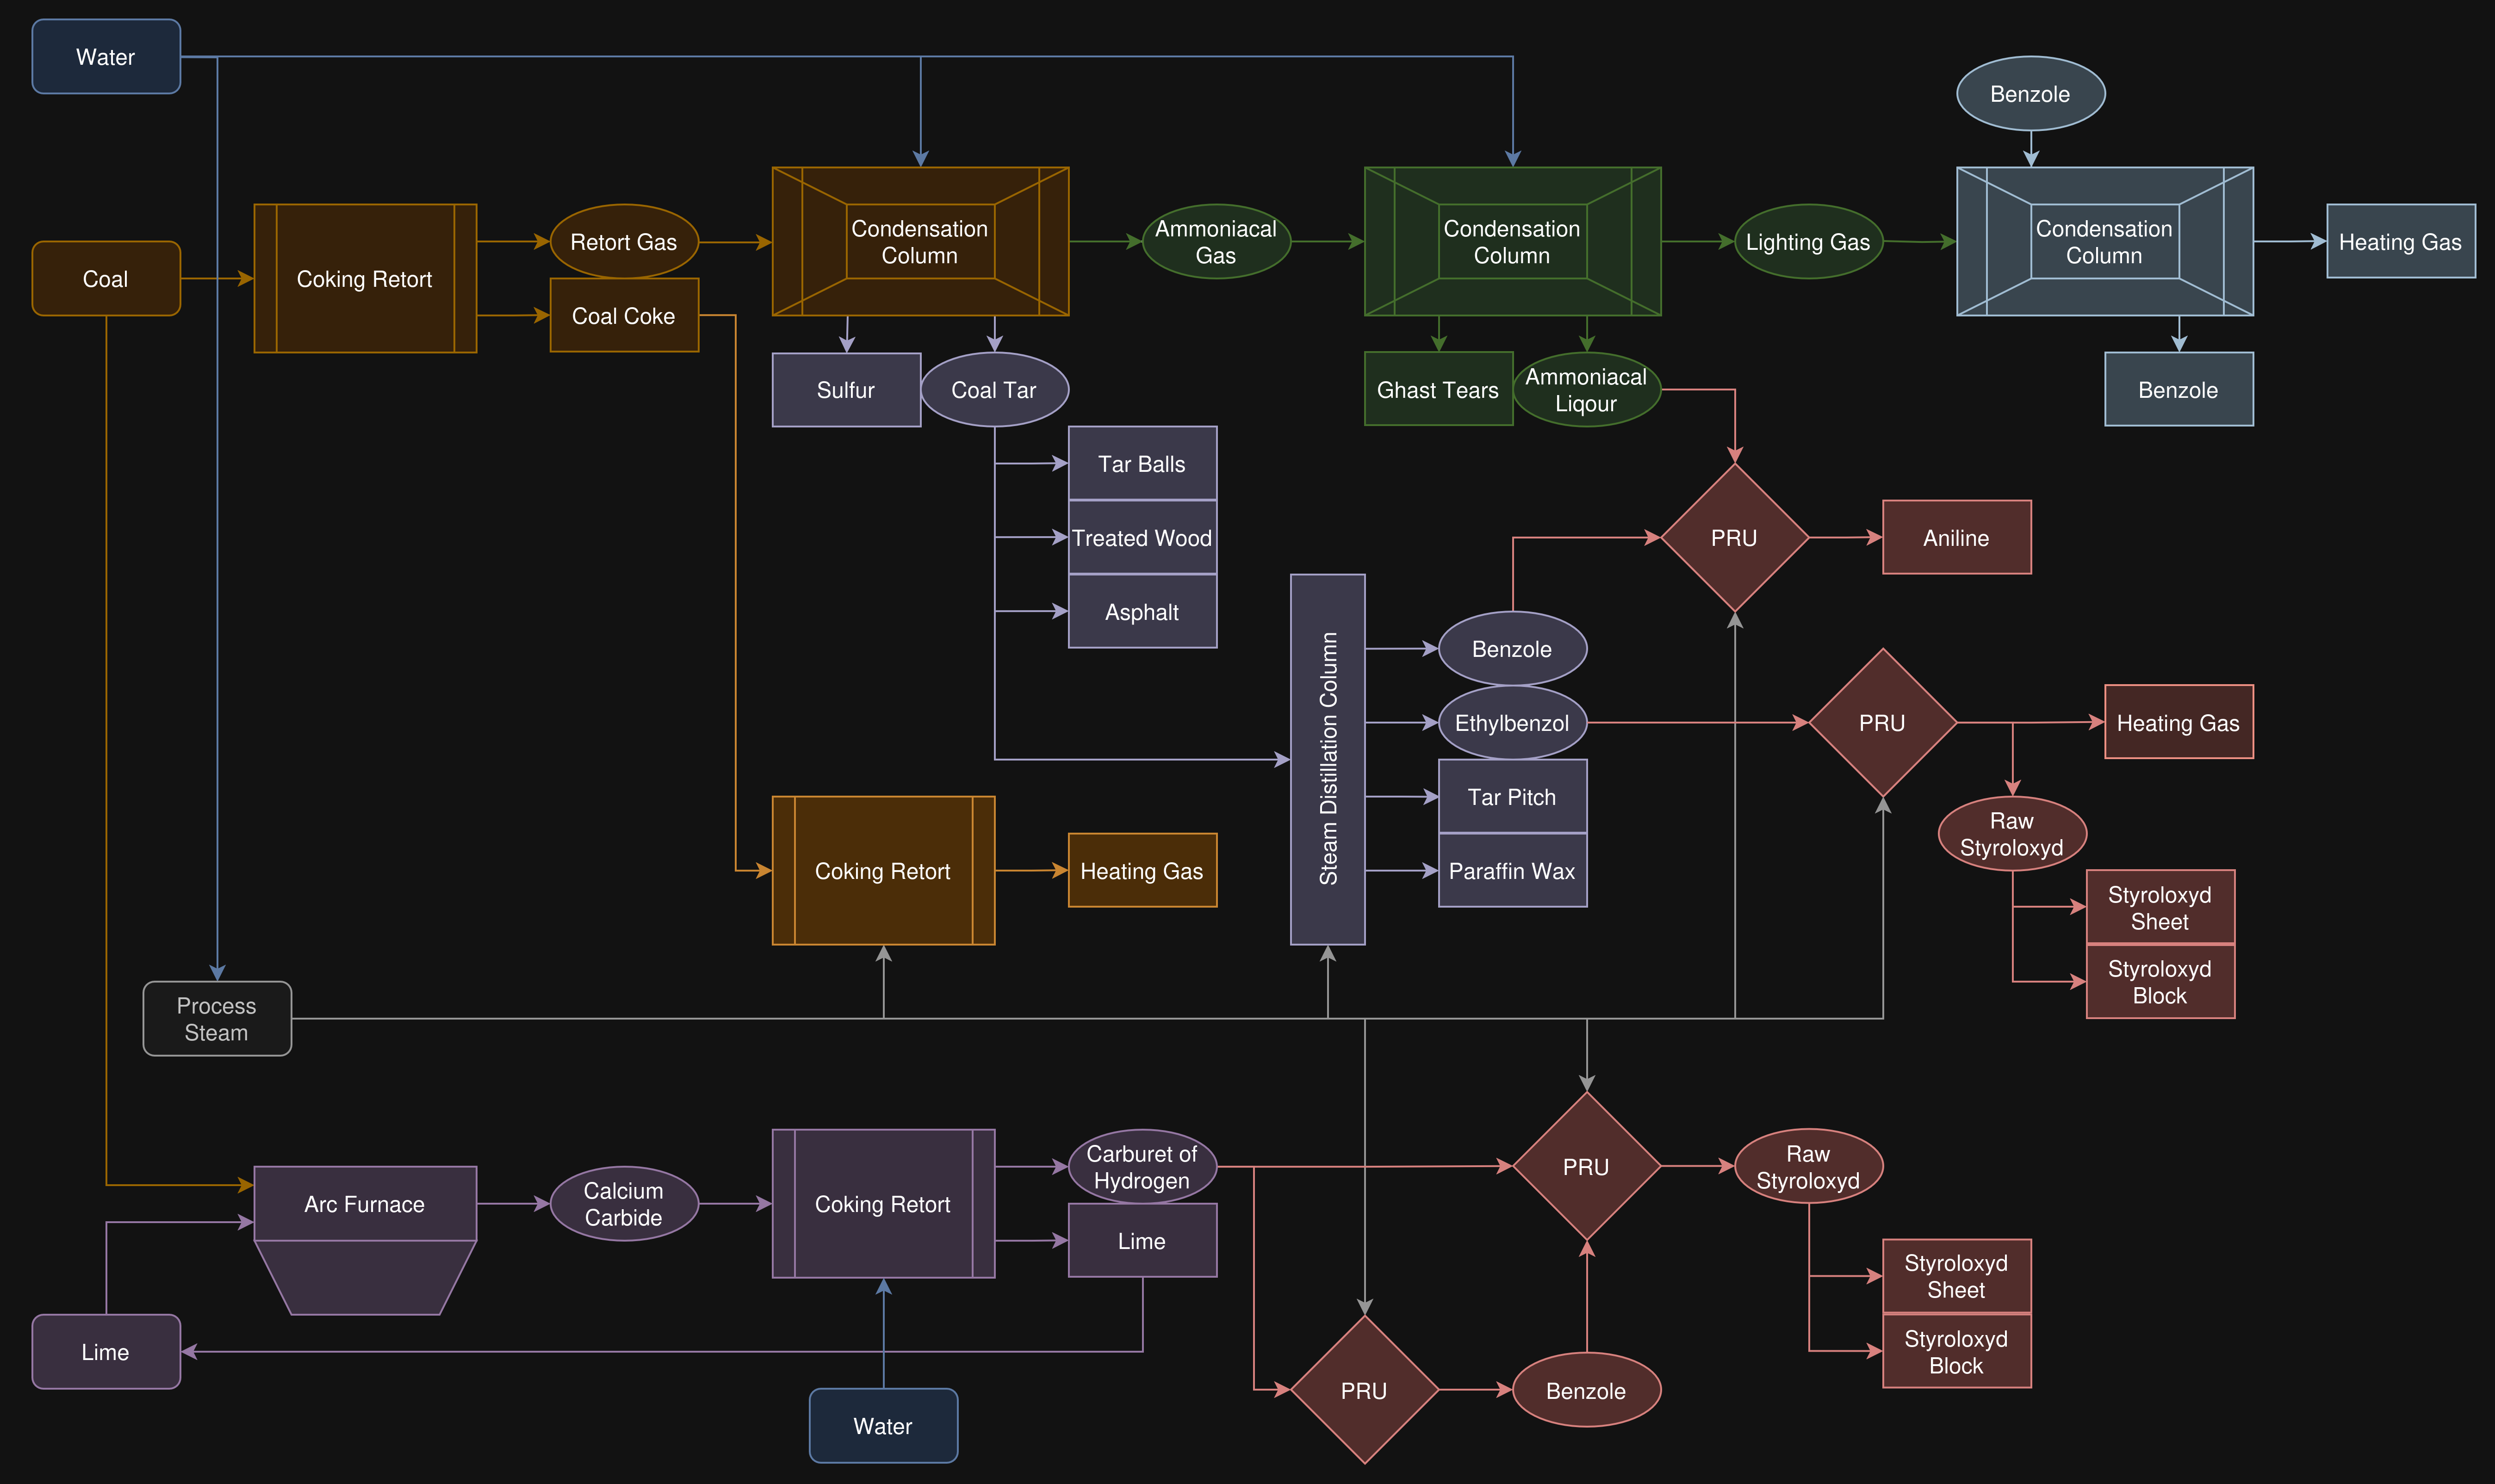 Water
Benzole
Coal
Coking Retort
Retort Gas
Coal Coke
Condensation
Column
Ammoniacal
Gas
Condensation
Column
Lighting Gas
Condensation
Column
Heating Gas
Sulfur
Coal Tar
Ghast Tears
Ammoniacal
Liqour
Benzole
Tar Balls
Treated Wood
Asphalt
PRU
Aniline
Steam Distillation Column
Benzole
Ethylbenzol
Tar Pitch
Paraffin Wax
PRU
Heating Gas
Raw
Styroloxyd
Styroloxyd
Sheet
Styroloxyd
Block
Coking Retort
Heating Gas
Process
Steam
Arc Furnace
Calcium
Carbide
Coking Retort
Carburet of
Hydrogen
Lime
PRU
Raw
Styroloxyd
Styroloxyd
Sheet
Styroloxyd
Block
Lime
Water
PRU
Benzole